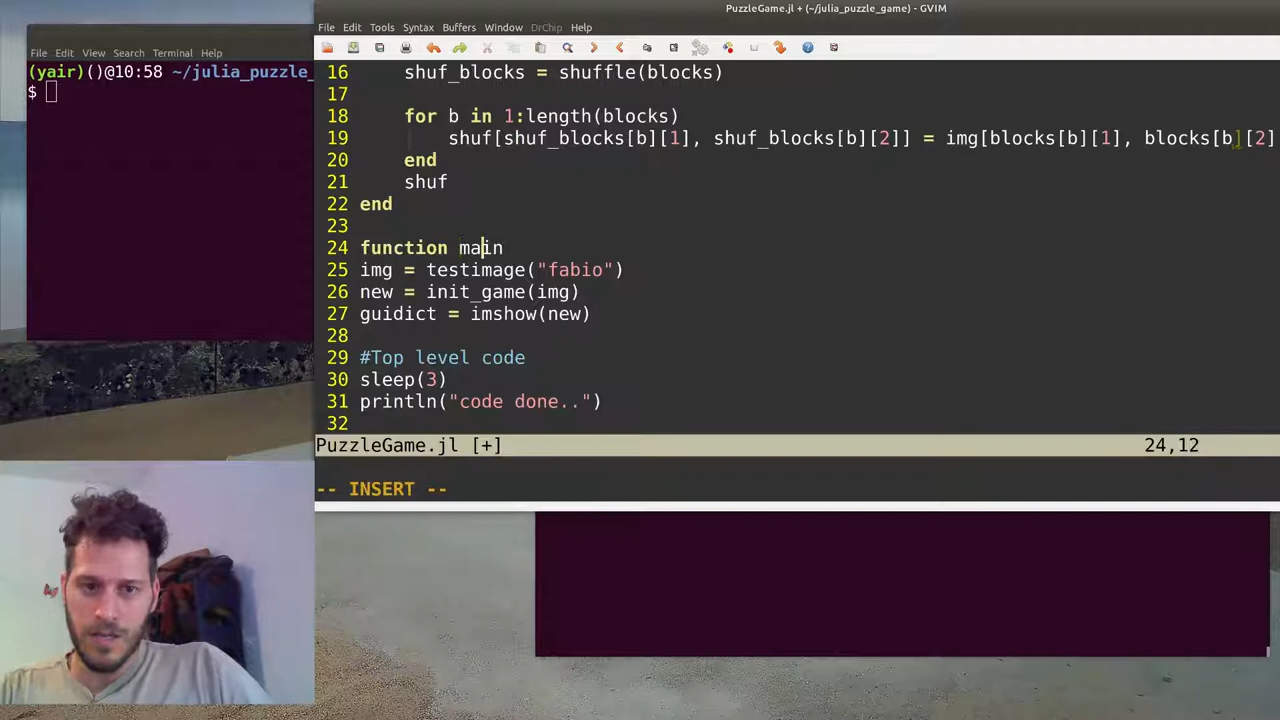 PuzzleGame.jl + (~/julia_puzzle_game) - GVIM
File Edit Tools Syntax Buffers Window DrChip Help
File Edit View Search Terminal Help
(yair)()@10:58 ~/julia_puzzle_
$
16 shuf_blocks = shuffle(blocks)
17
18 for b in 1:length(blocks)
19 shuf[shuf_blocks[b][1], shuf_blocks[b][2]] = img[blocks[b][1], blocks[b][2]
20 end
21 shuf
22 end
23
24 function main
25 img = testimage("fabio")
26 new = init_game(img)
27 guidict = imshow(new)
28
29 #Top level code
30 sleep(3)
31 println("code done..")
32
PuzzleGame.jl [+] 24,12
-- INSERT --